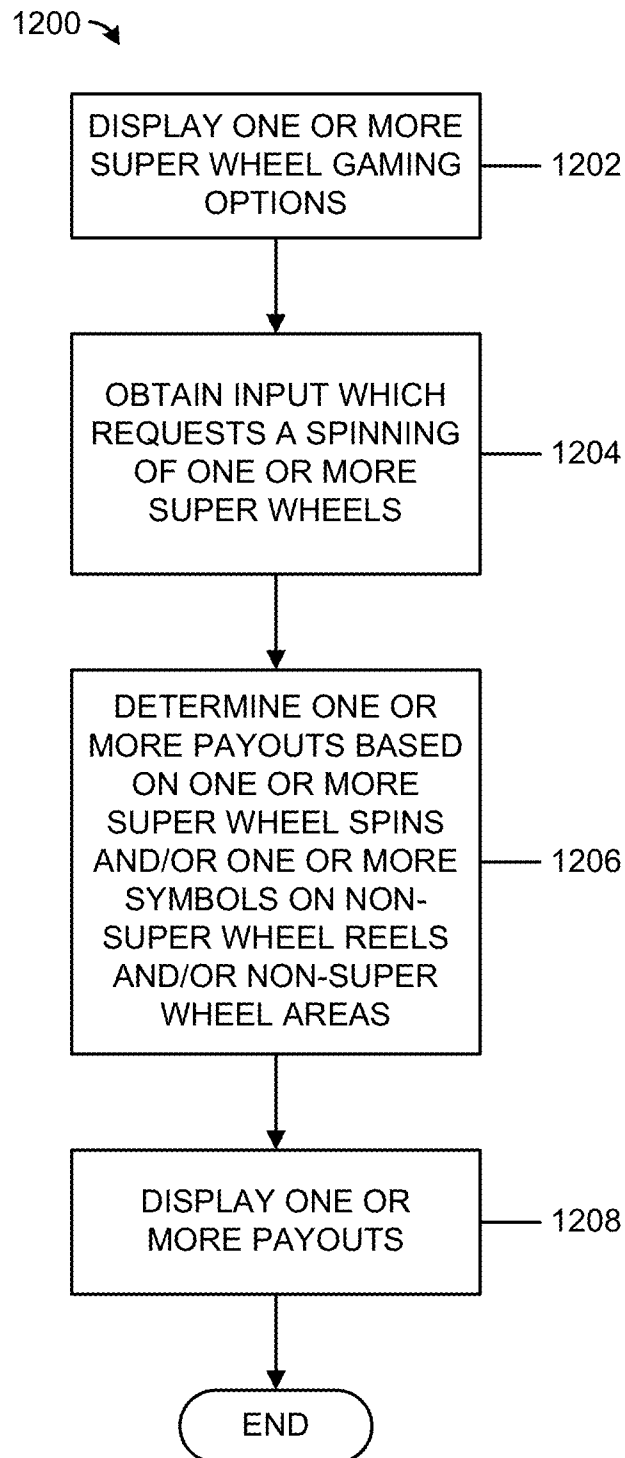 1200
DISPLAY ONE OR MORE
SUPER WHEEL GAMING
OPTIONS
1202
OBTAIN INPUT WHICH
REQUESTS A SPINNING
OF ONE OR MORE
SUPER WHEELS
1204
DETERMINE ONE OR
MORE PAYOUTS BASED
ON ONE OR MORE
SUPER WHEEL SPINS
AND/OR ONE OR MORE
SYMBOLS ON NON-
SUPER WHEEL REELS
AND/OR NON-SUPER
WHEEL AREAS
1206
DISPLAY ONE OR
MORE PAYOUTS
1208
END